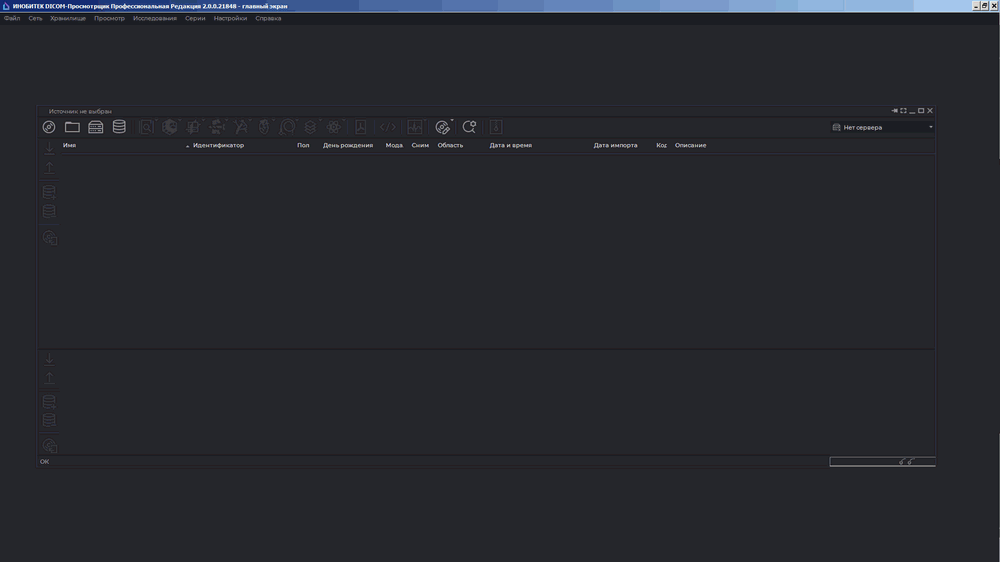 ИНОБИТЕК DICOM-Просмотрщик Профессиональная Редакция 2.0.0.21848 - главный экран
Файл Сеть Хранилище Просмотр Исследования Серии Настройки Справка
Источник не выбран
Нет сервера
Имя Идентификатор Пол День рождения Мода Сним Область Дата и время Дата импорта Код Описание
ОК